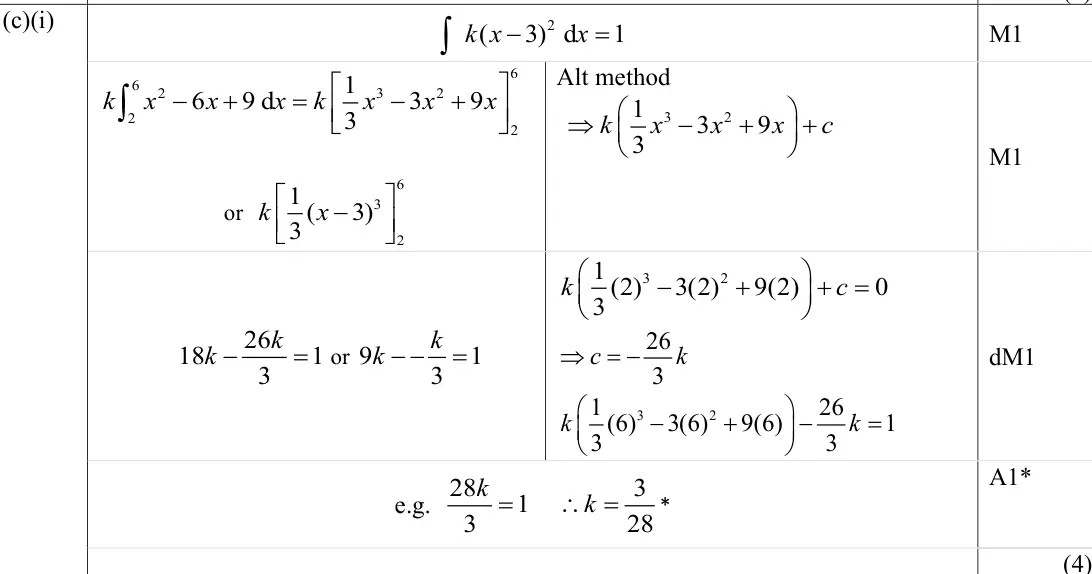 (c)(i)
∫ k(x − 3)² dx = 1
M1
k∫₂⁶ x² − 6x + 9 dx = k[1/3 x³ − 3x² + 9x]₂⁶
or k[1/3 (x − 3)³]₂⁶
Alt method
⇒ k(1/3 x³ − 3x² + 9x) + c
M1
18k − 26k/3 = 1 or 9k − − k/3 = 1
k(1/3 (2)³ − 3(2)² + 9(2)) + c = 0
⇒ c = − 26/3 k
k(1/3 (6)³ − 3(6)² + 9(6)) − 26/3 k = 1
dM1
e.g. 28k/3 = 1 ∴ k = 3/28 *
A1*
(4)